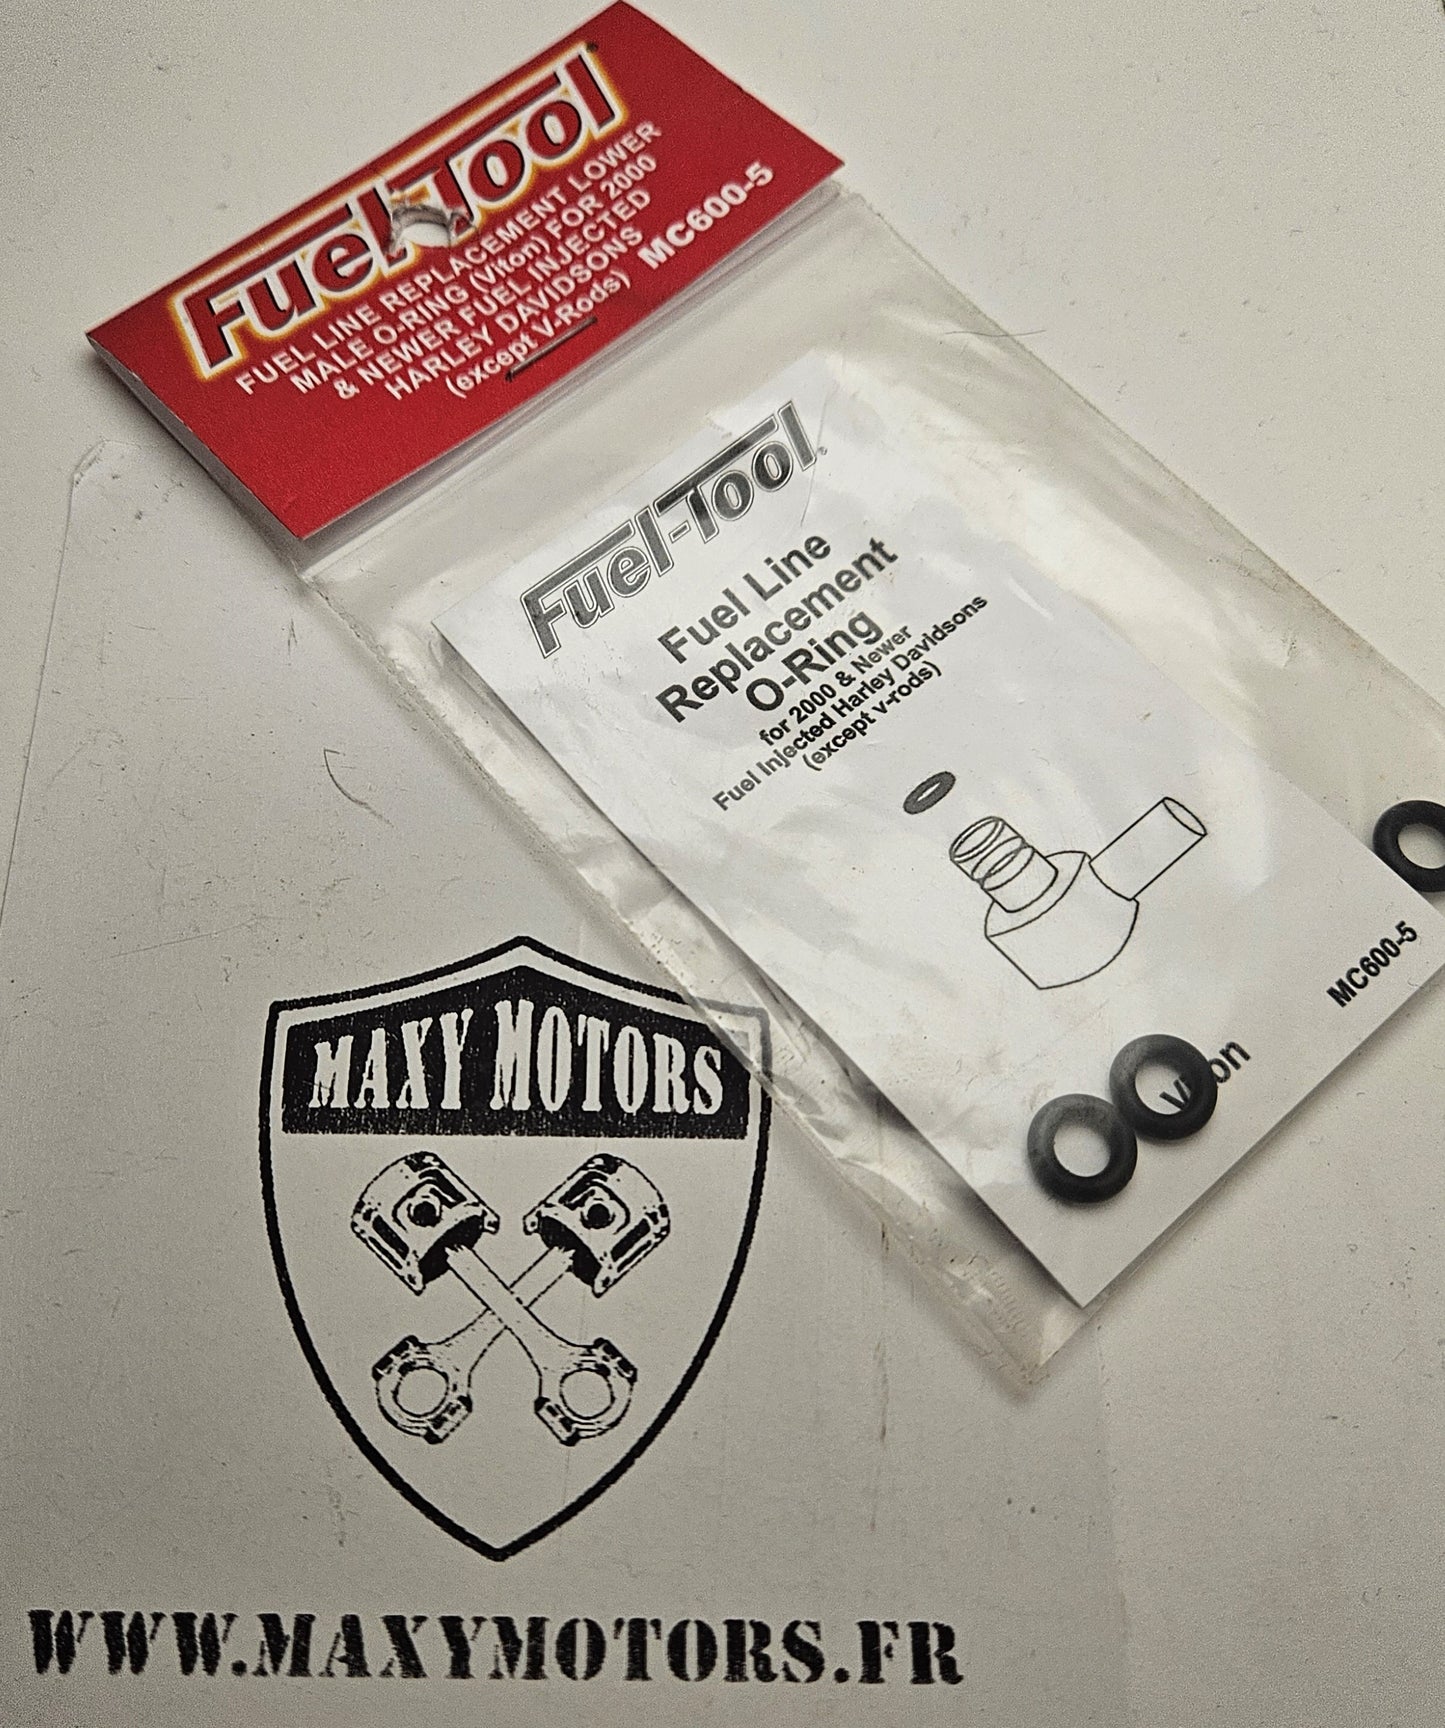 Fuel-Tool
FUEL LINE REPLACEMENT LOWER
MALE O-RING (Viton) FOR 2000
& NEWER FUEL INJECTED
HARLEY DAVIDSONS
(except V-Rods)
MC600-5
Fuel-Tool®
Fuel Line
Replacement
O-Ring
for 2000 & Newer
Fuel Injected Harley Davidsons
(except v-rods)
MC600-5
MAXY MOTORS
WWW.MAXYMOTORS.FR